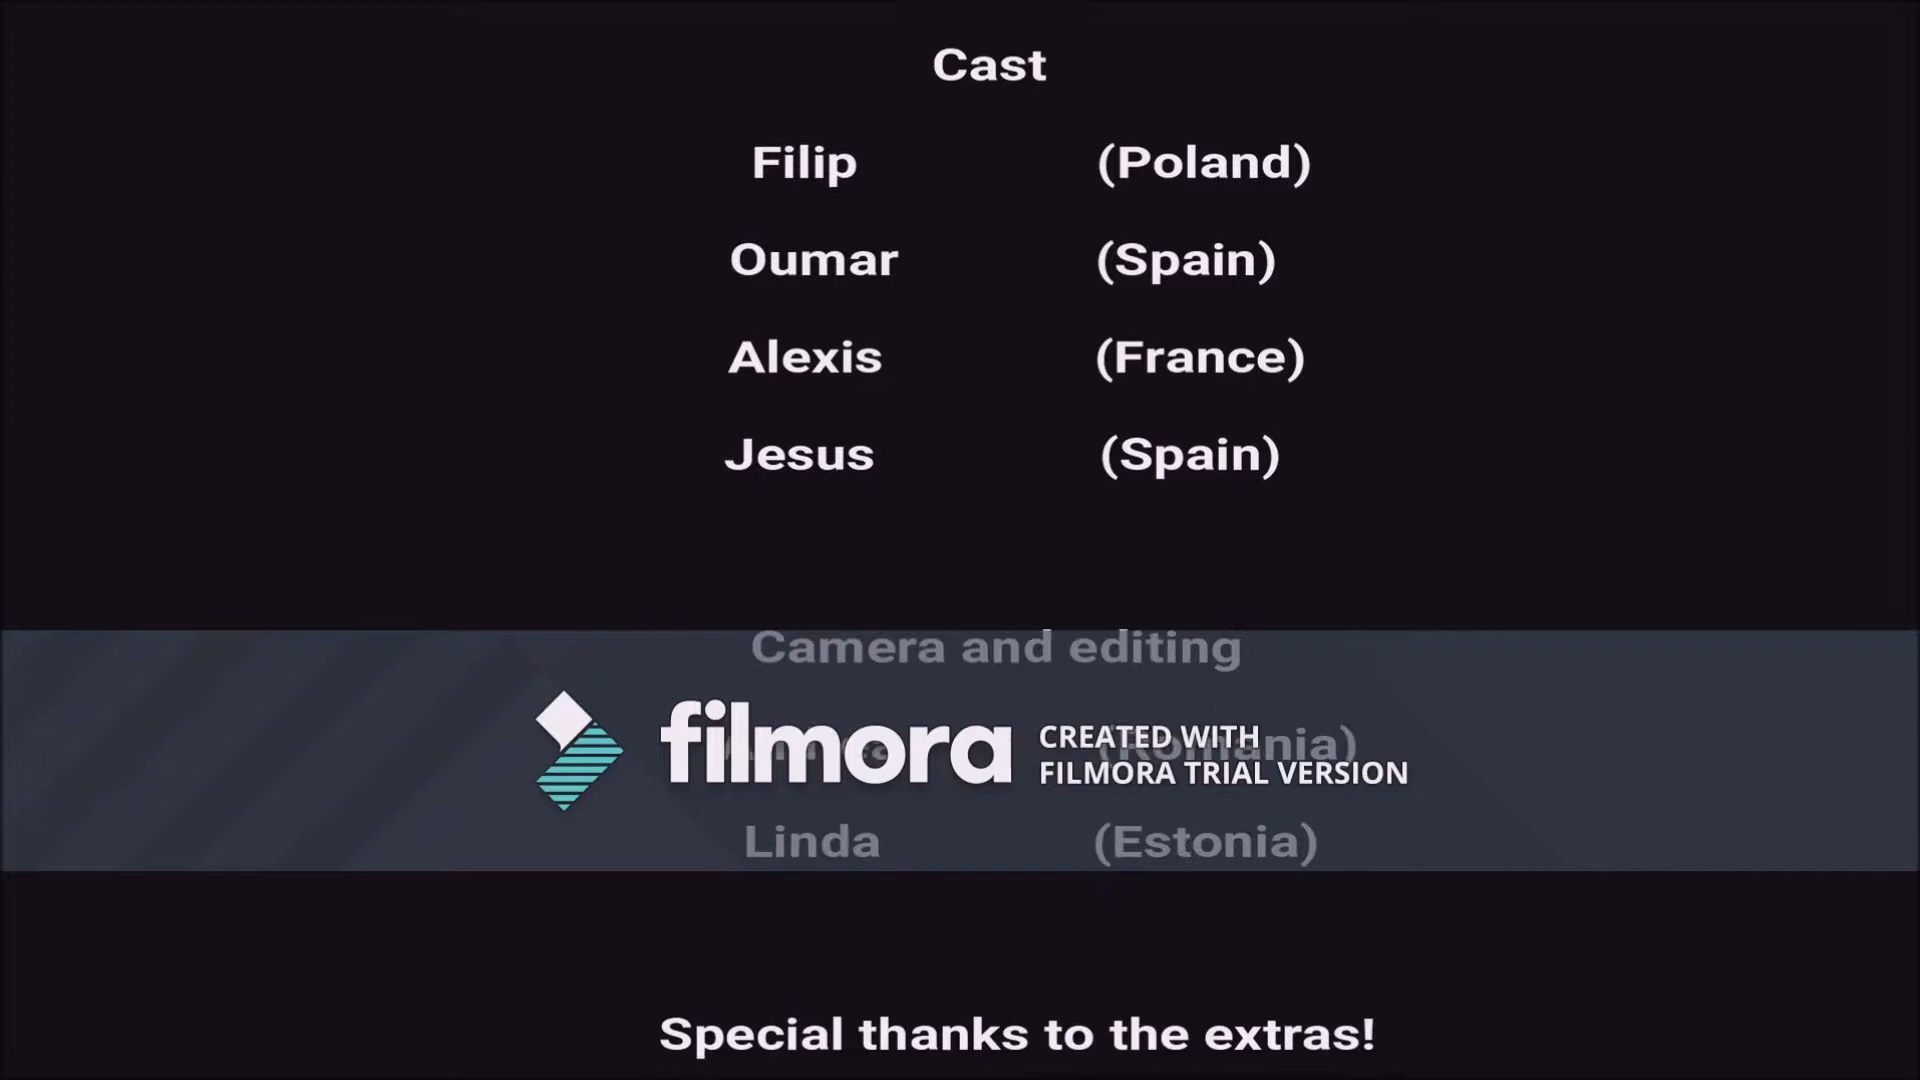 Cast
Filip (Poland)
Oumar (Spain)
Alexis (France)
Jesus (Spain)
Camera and editing
(Romania)
filmora CREATED WITH
FILMORA TRIAL VERSION
Linda (Estonia)
Special thanks to the extras!